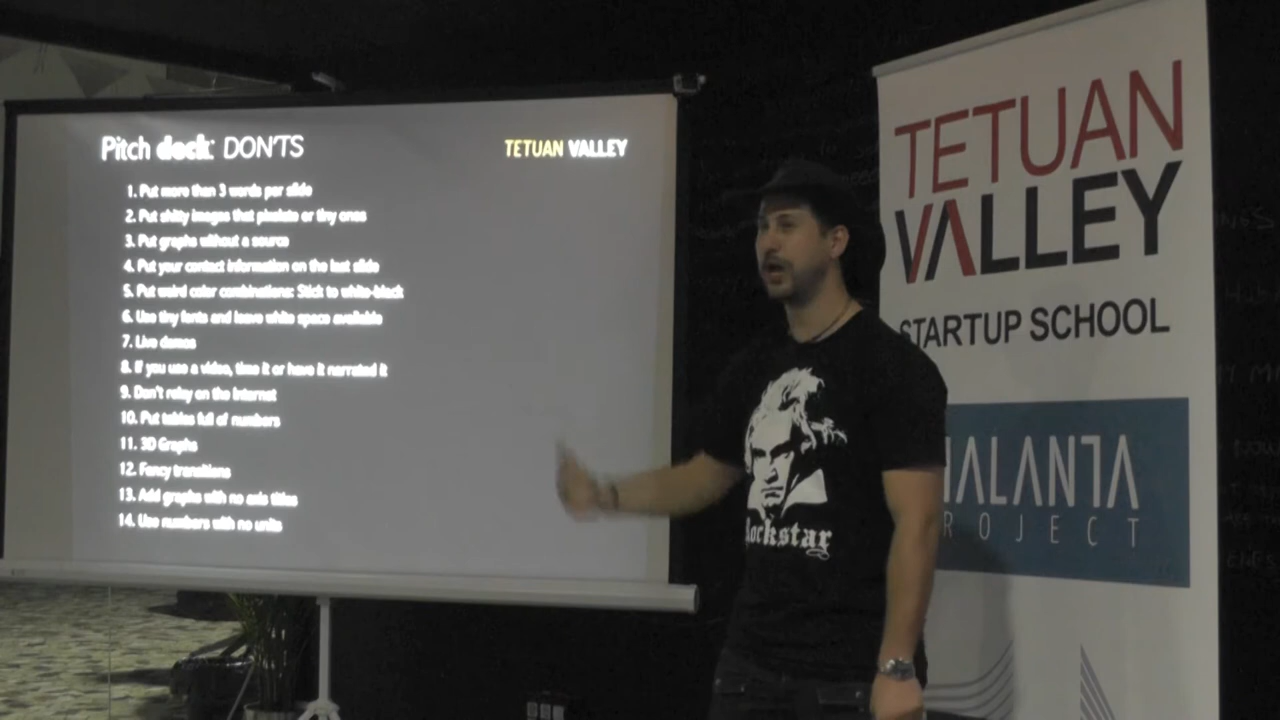 Pitch deck: DON'TS
TETUAN VALLEY
1. Put more than 3 words per slide
2. Put shitty images that pixelate or tiny ones
3. Put graphs without a source
4. Put your contact information on the last slide
5. Put weird color combinations: Stick to white-black
6. Use tiny fonts and leave white space available
7. Live demos
8. If you use a video, time it or have it narrated it
9. Don't relay on the internet
10. Put tables full of numbers
11. 3D Graphs
12. Fancy transitions
13. Add graphs with no axis titles
14. Use numbers with no units
Rockstar
TETUAN
VALLEY
STARTUP SCHOOL